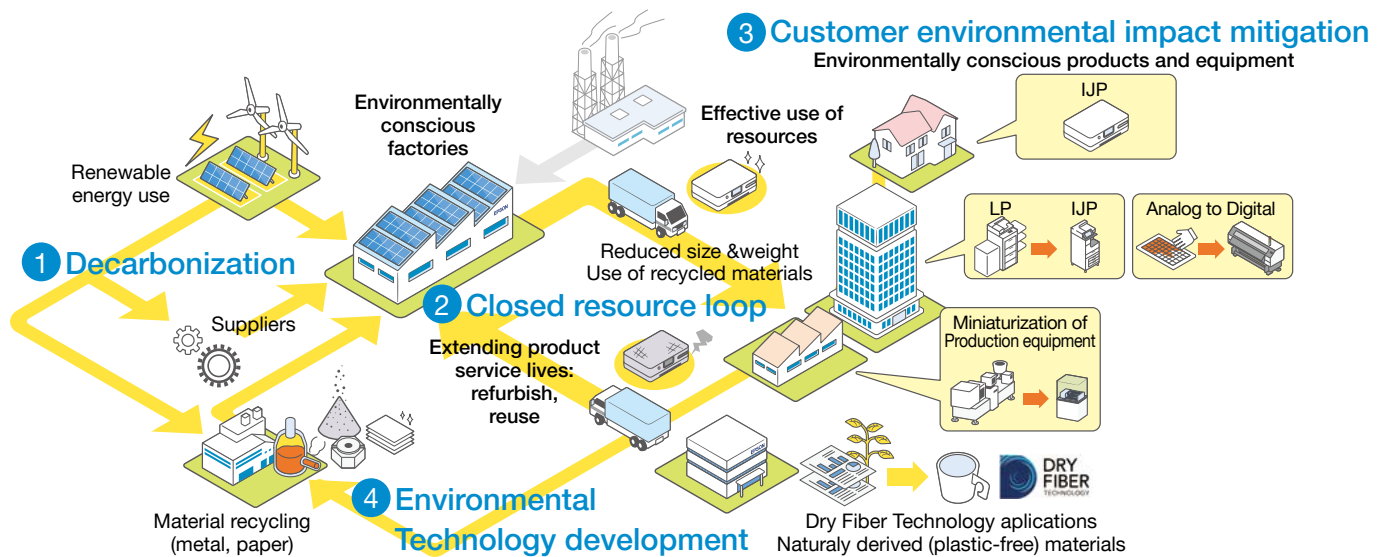 3 Customer environmental impact mitigation
Environmentally conscious products and equipment
IJP
Environmentally
conscious
factories
Effective use of
resources
Renewable
energy use
EPSON
LP
IJP
Analog to Digital
1 Decarbonization
Reduced size &weight
Use of recycled materials
2 Closed resource loop
Suppliers
Miniaturization of
Production equipment
Extending product
service lives:
refurbish,
reuse
EPSON
DRY
FIBER
TECHNOLOGY
4 Environmental
Technology development
Material recycling
(metal, paper)
Dry Fiber Technology aplications
Naturaly derived (plastic-free) materials